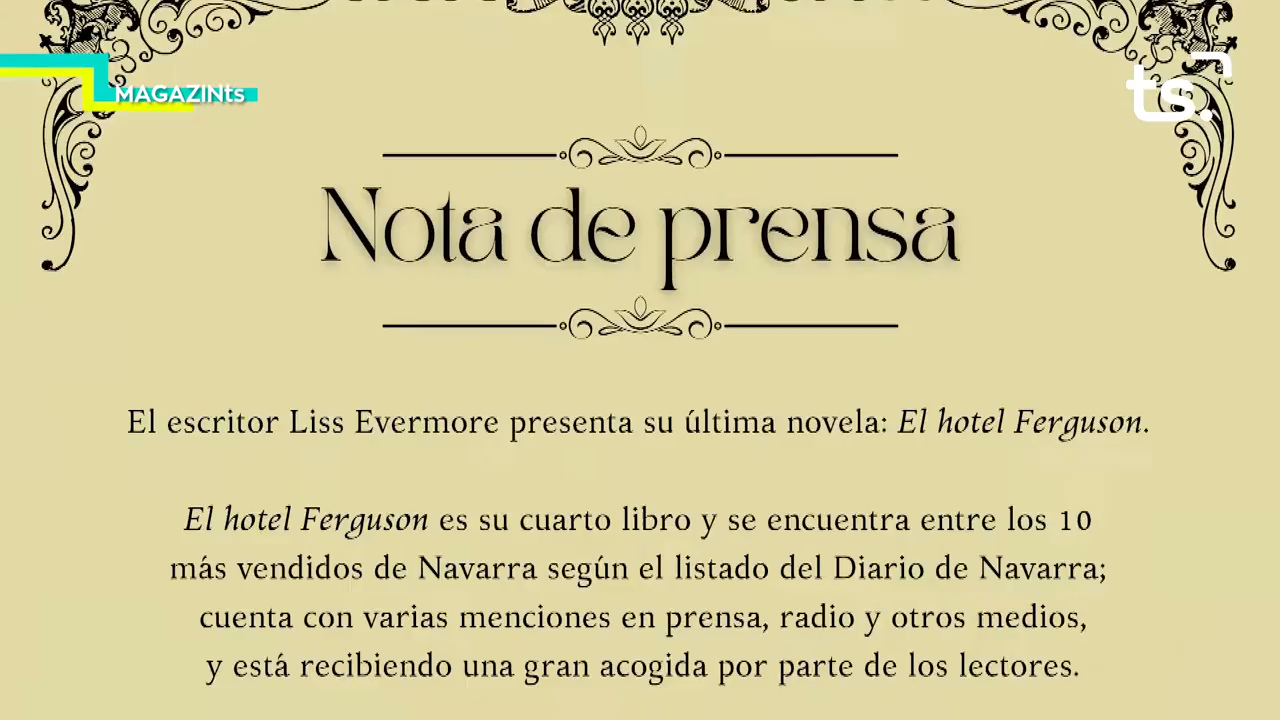 MAGAZINts
ts.
Nota de prensa
El escritor Liss Evermore presenta su última novela: El hotel Ferguson.
El hotel Ferguson es su cuarto libro y se encuentra entre los 10
más vendidos de Navarra según el listado del Diario de Navarra;
cuenta con varias menciones en prensa, radio y otros medios,
y está recibiendo una gran acogida por parte de los lectores.